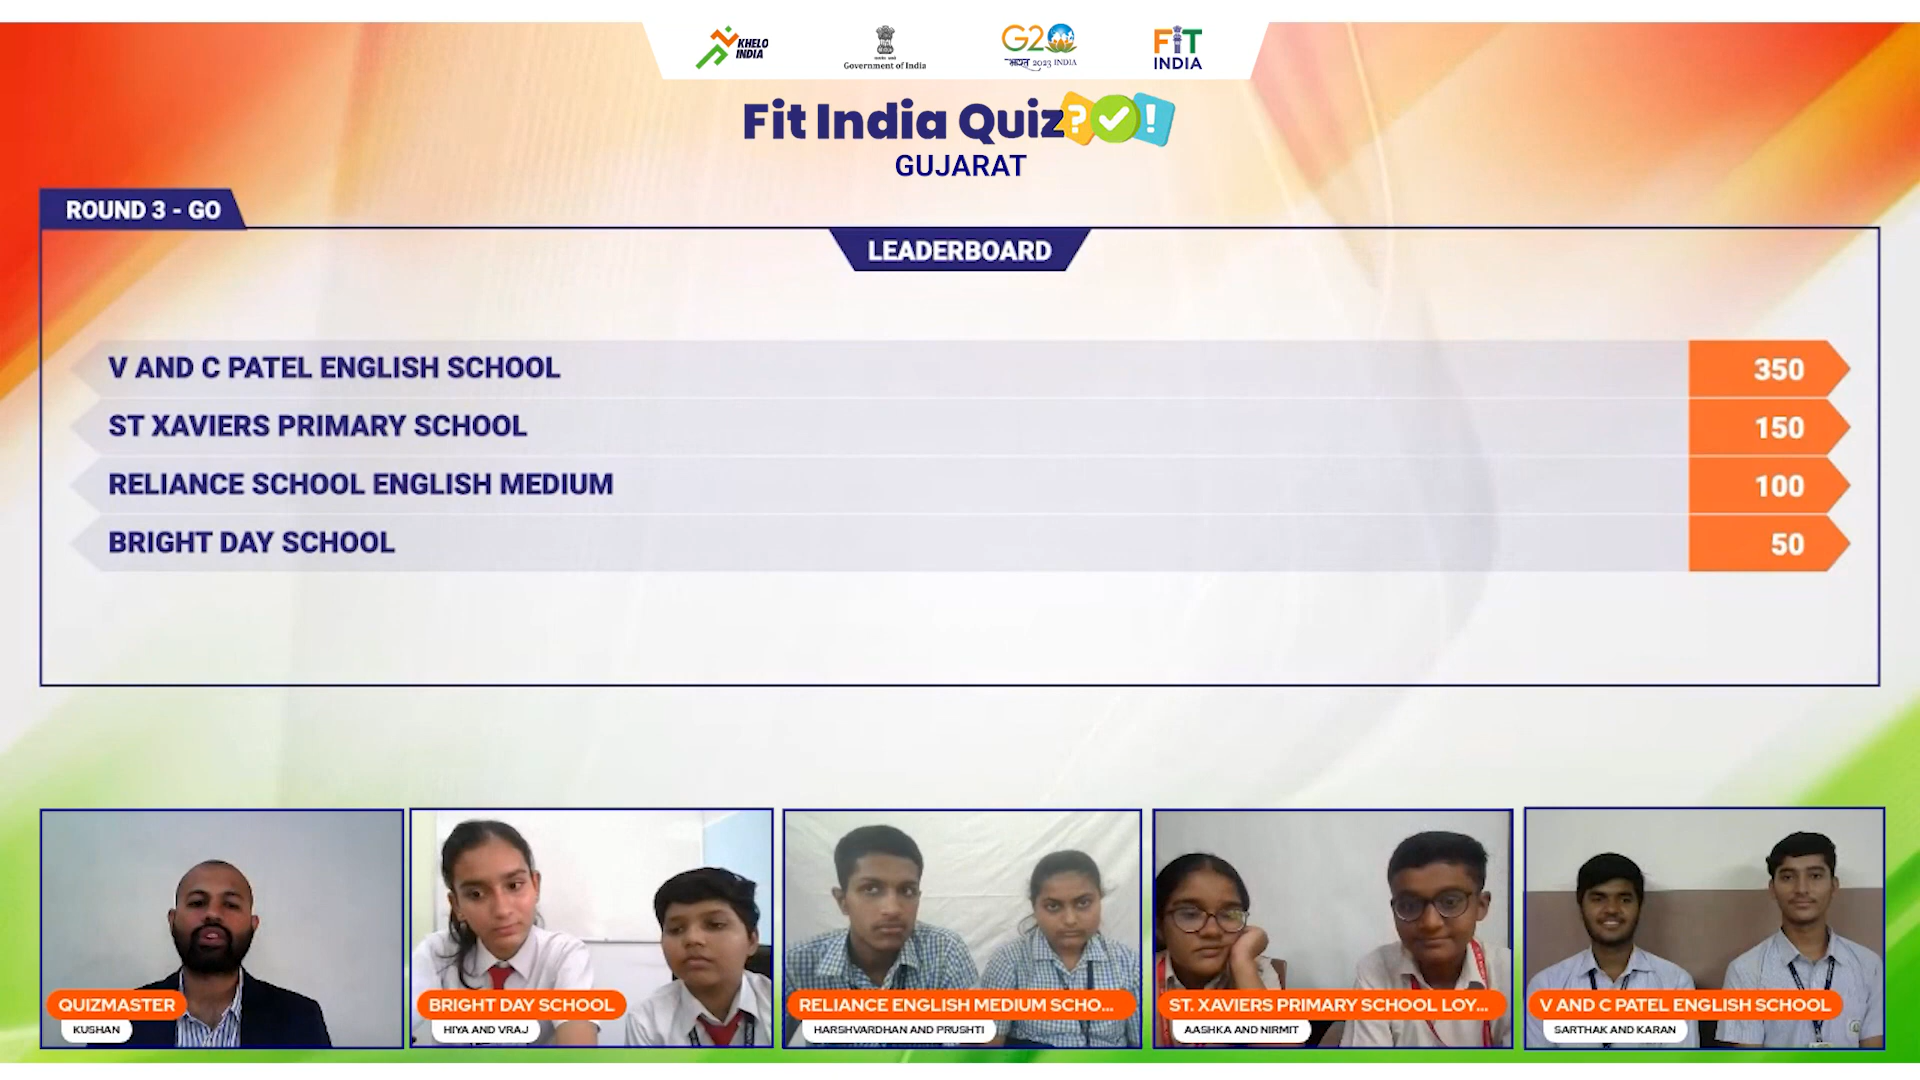 KHELO
INDIA
Government of India
G20
भारत 2023 INDIA
FIT
INDIA
Fit India Quiz?!
GUJARAT
ROUND 3 - GO
LEADERBOARD
V AND C PATEL ENGLISH SCHOOL 350
ST XAVIERS PRIMARY SCHOOL 150
RELIANCE SCHOOL ENGLISH MEDIUM 100
BRIGHT DAY SCHOOL 50
QUIZMASTER
KUSHAN
BRIGHT DAY SCHOOL
HIYA AND VRAJ
RELIANCE ENGLISH MEDIUM SCHO...
HARSHVARDHAN AND PRUSHTI
ST. XAVIERS PRIMARY SCHOOL LOY...
AASHKA AND NIRMIT
V AND C PATEL ENGLISH SCHOOL
SARTHAK AND KARAN